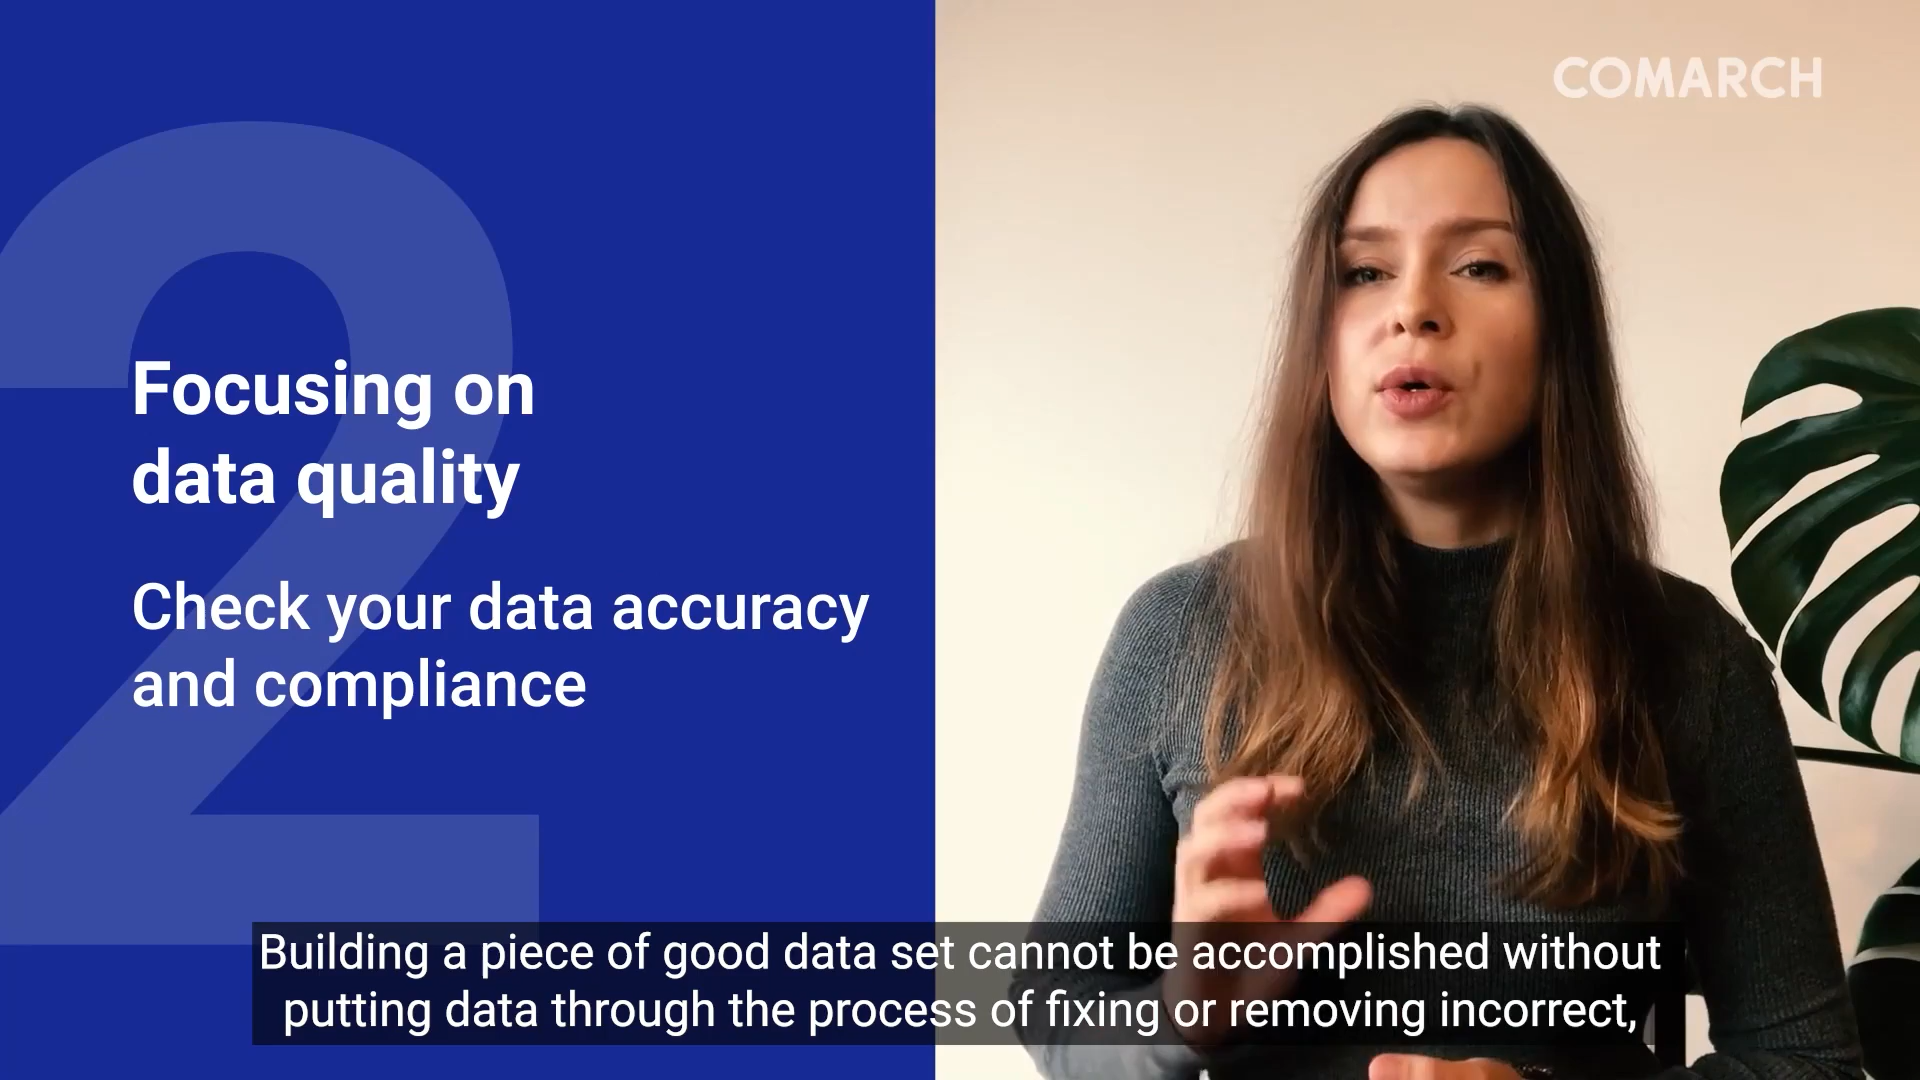 COMARCH
2
Focusing on
data quality
Check your data accuracy
and compliance
Building a piece of good data set cannot be accomplished without
putting data through the process of fixing or removing incorrect,